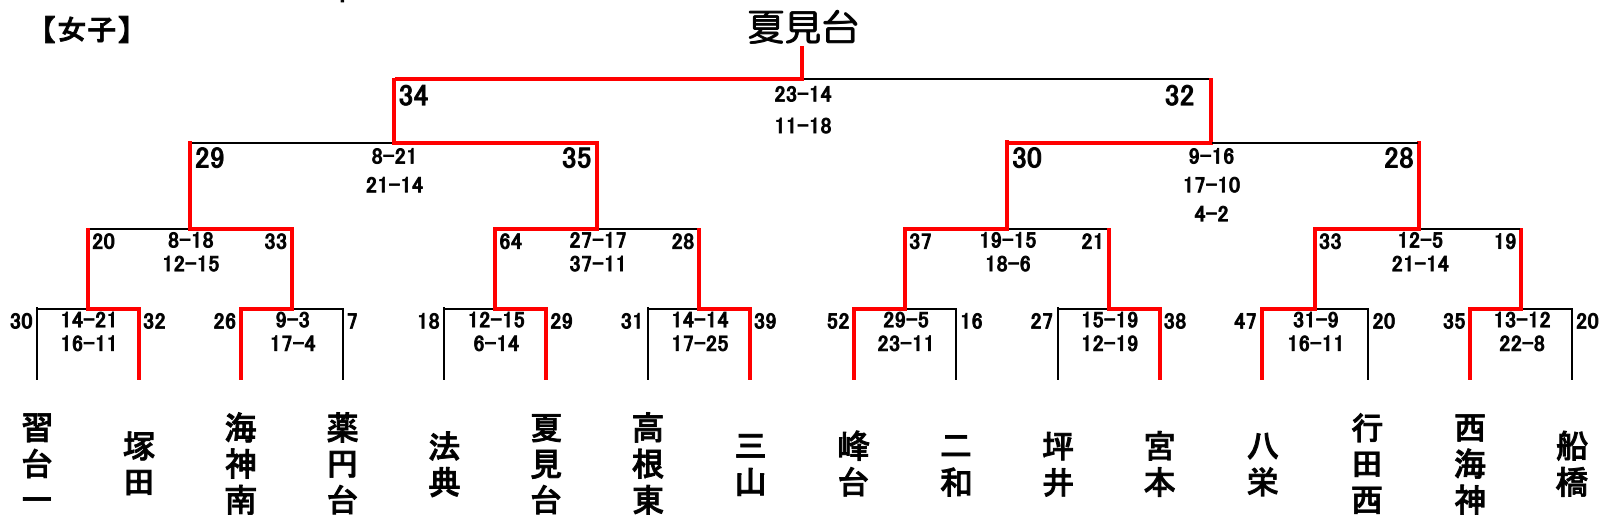 【女子】
夏見台
34 23−14 32
11−18
29 8−21 35 30 9−16 28
21−14 17−10
4−2
20 8−18 33 64 27−17 28 37 19−15 21 33 12−5 19
12−15 37−11 18−6 21−14
30 14−21 32 26 9−3 7 18 12−15 29 31 14−14 39 52 29−5 16 27 15−19 38 47 31−9 20 35 13−12 20
16−11 17−4 6−14 17−25 23−11 12−19 16−11 22−8
習台一
塚田
海神南
薬円台
法典
夏見台
高根東
三山
峰台
二和
坪井
宮本
八栄
行田西
西海神
船橋